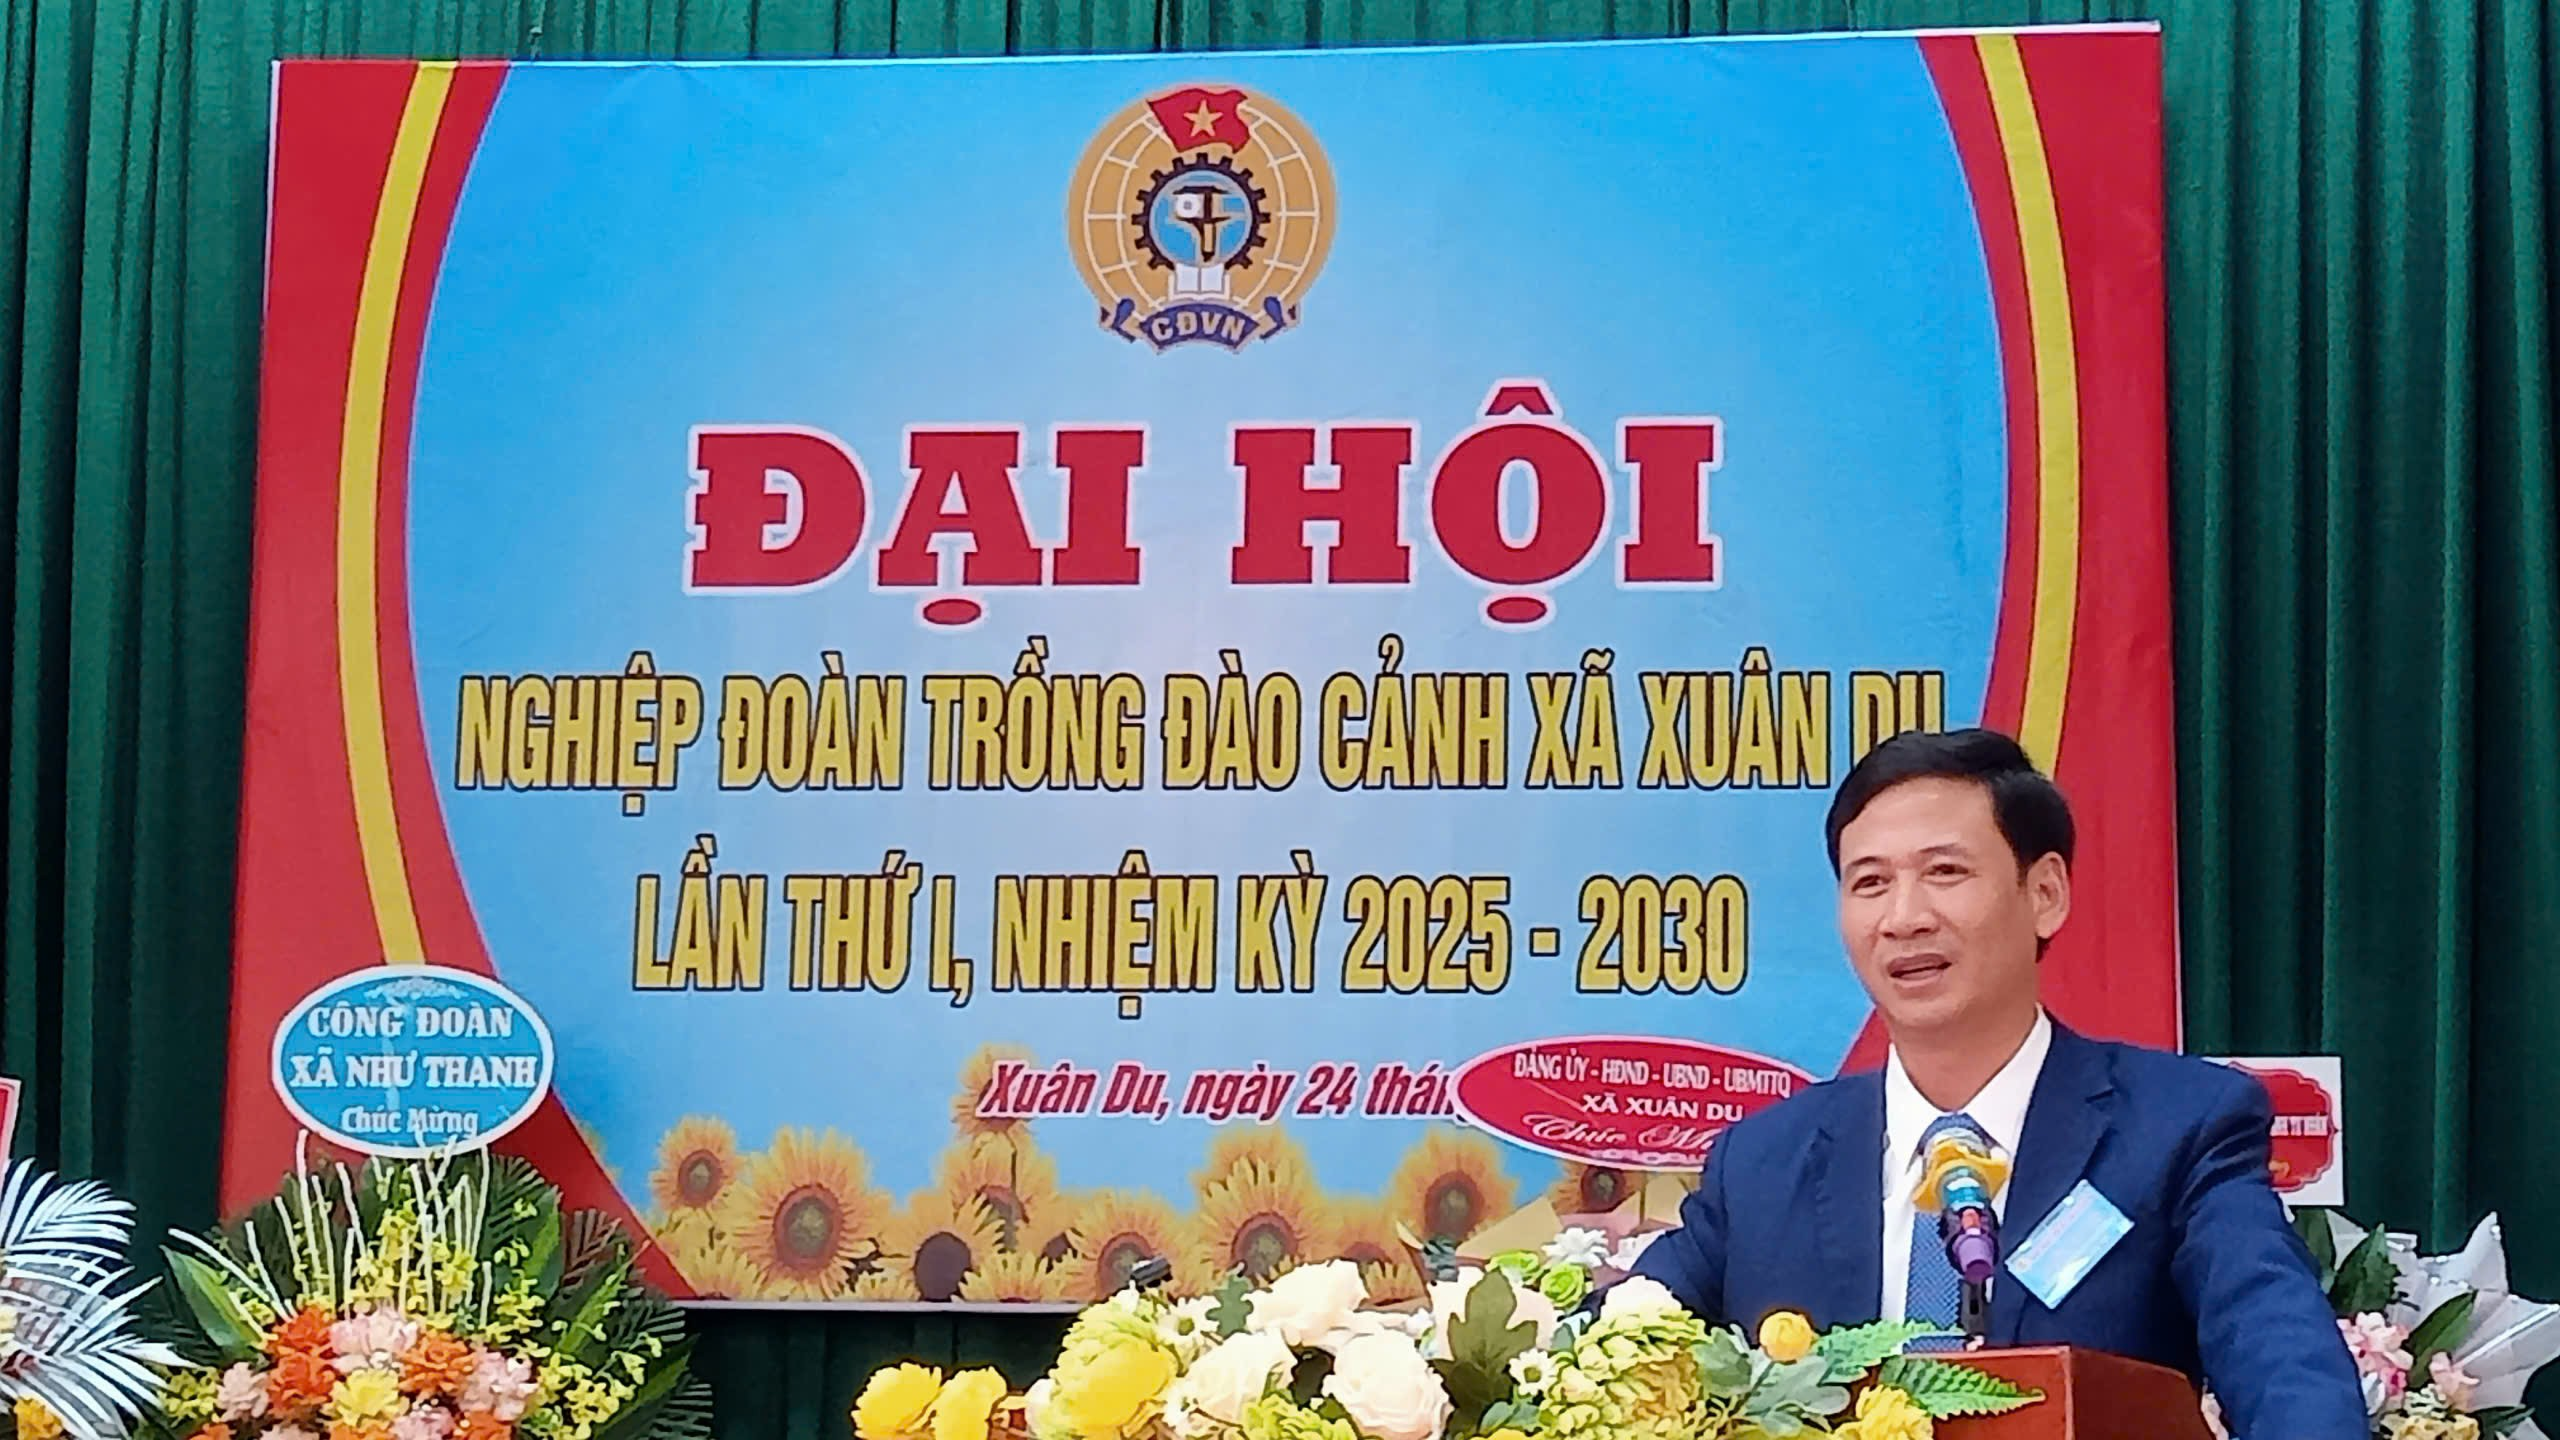 CĐVN
ĐẠI HỘI
NGHIỆP ĐOÀN TRỒNG ĐÀO CẢNH XÃ XUÂN DU
LẦN THỨ I, NHIỆM KỲ 2025 - 2030
Xuân Du, ngày 24
CÔNG ĐOÀN
XÃ NHƯ THANH
Chúc Mừng
ĐẢNG ỦY - HĐND - UBND - UBMTTQ
XÃ XUÂN DU
Chúc